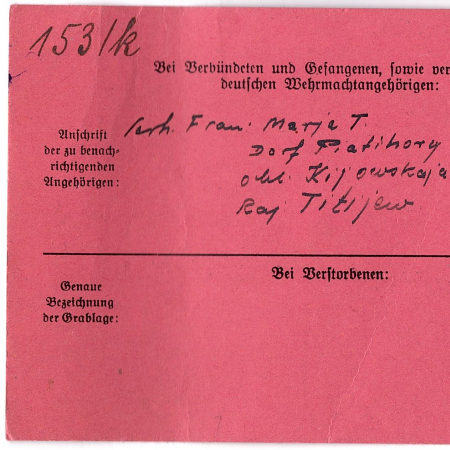 153/k
Bei Verbündeten und Gefangenen, sowie ver
deutschen Wehrmachtangehörigen:
Anschrift
der zu benach-
richtigenden
Angehörigen:
Frau: Marja T.
Dorf Piatihory
obl. Kijowskaja
Raj Titijew
Bei Verstorbenen:
Genaue
Bezeichnung
der Grablage: